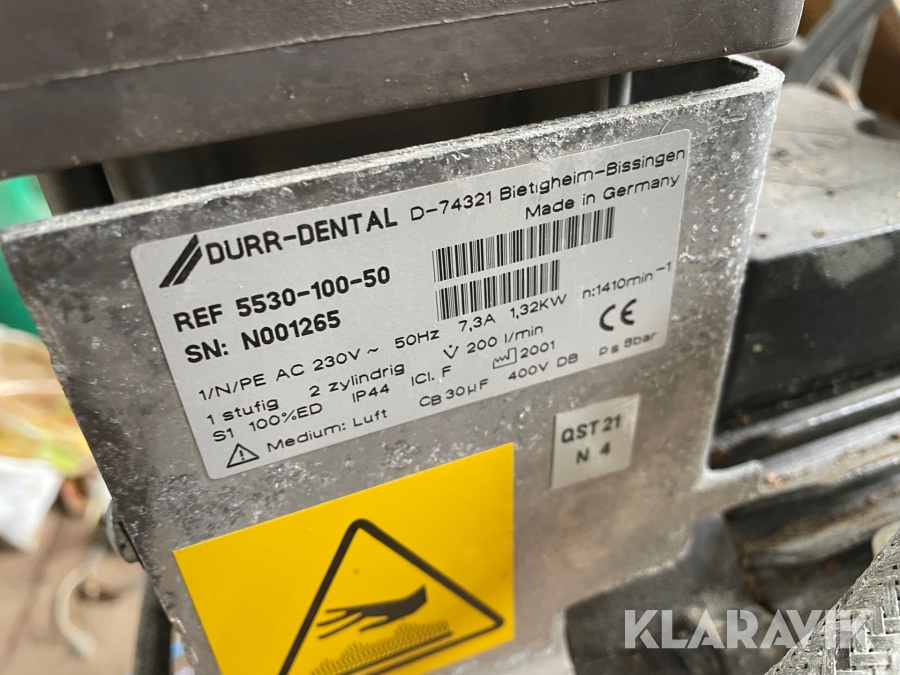 DURR-DENTAL D-74321 Bietigheim-Bissingen
Made in Germany
REF 5530-100-50
SN: N001265
1/N/PE AC 230V ~ 50Hz 7,3A 1,32KW n:1410min⁻¹
1 stufig 2 zylindrig V̇ 200 l/min CE
S1 100%ED IP44 ICl. F 2001
Medium: Luft CB 30µF 400V DB Ps 8bar
QST 21
N 4
KLARAVIK